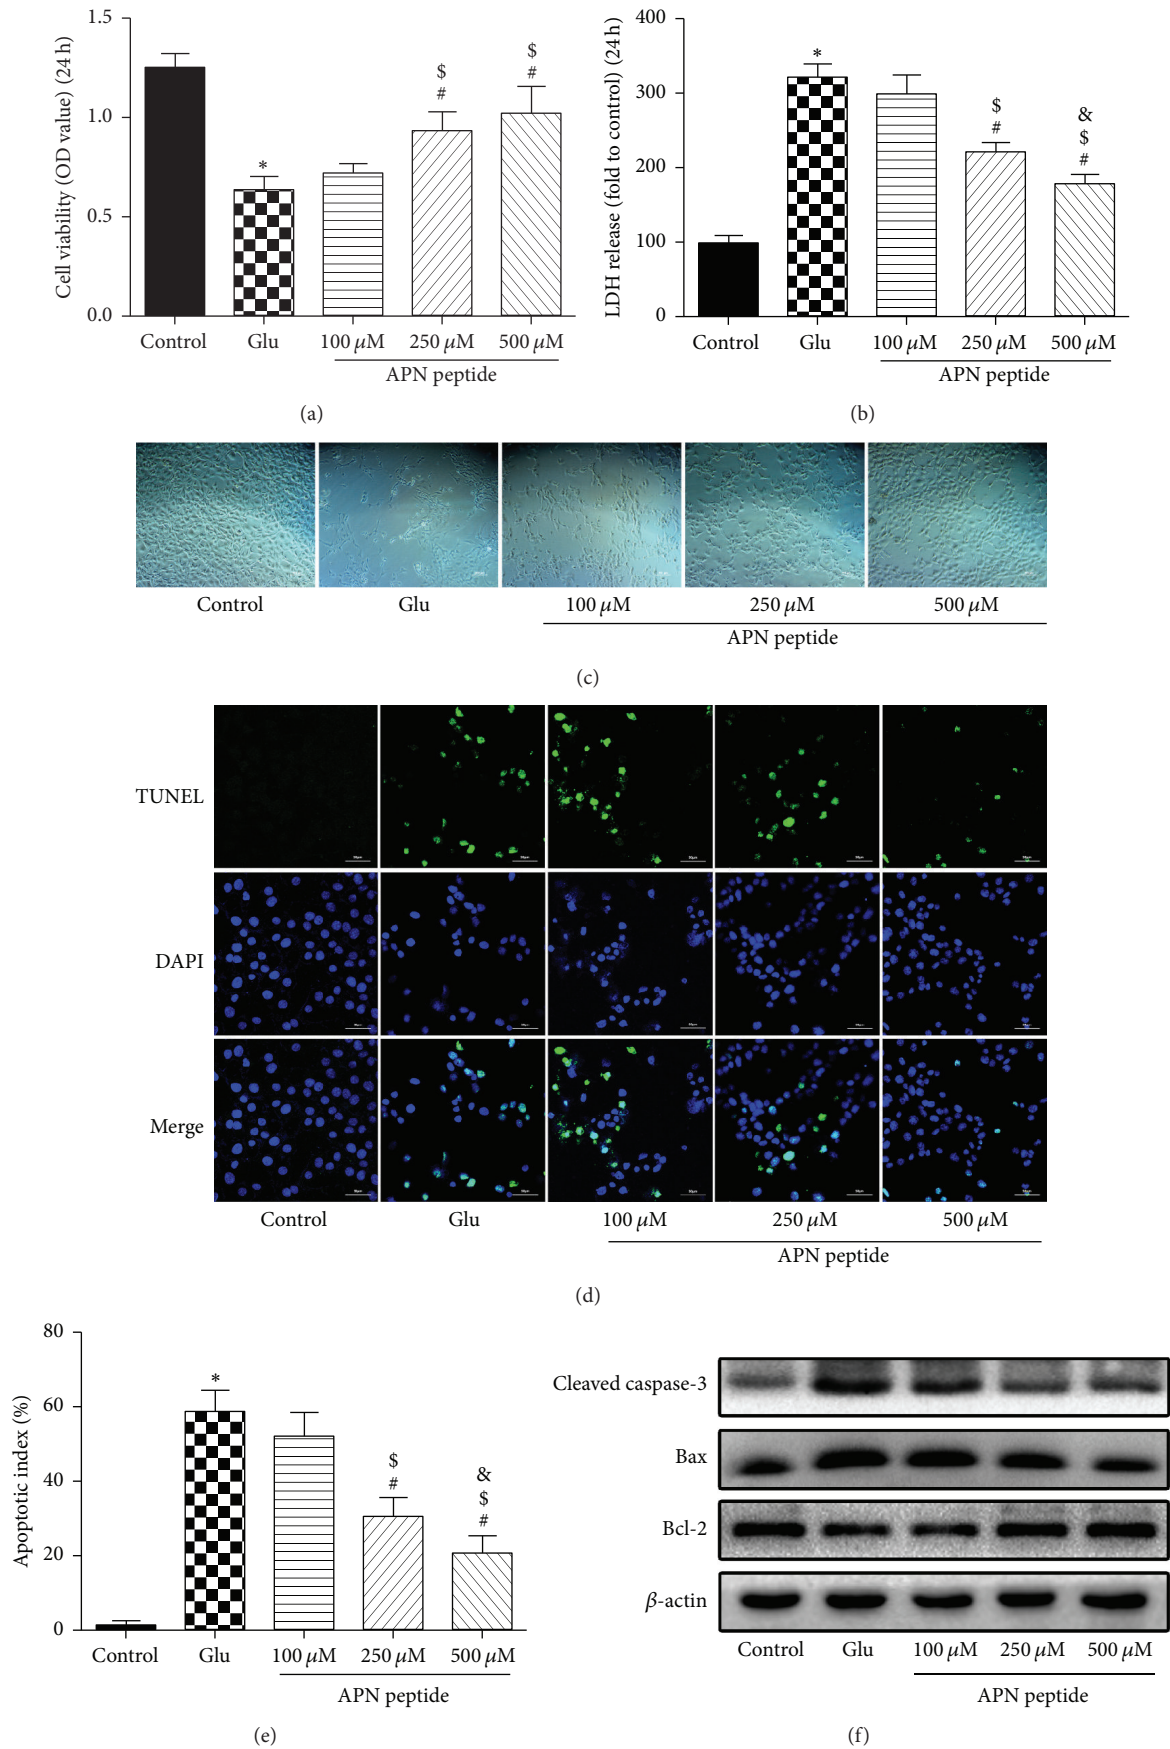 Cell viability (OD value) (24 h)
1.5
1.0
0.5
0.0
*
$
#
$
#
Control Glu 100 μM 250 μM 500 μM
APN peptide
(a)
LDH release (fold to control) (24 h)
400
300
200
100
0
*
$
#
&
$
#
Control Glu 100 μM 250 μM 500 μM
APN peptide
(b)
Control Glu 100 μM 250 μM 500 μM
APN peptide
(c)
TUNEL
DAPI
Merge
Control Glu 100 μM 250 μM 500 μM
APN peptide
(d)
Apoptotic index (%)
80
60
40
20
0
*
$
#
&
$
#
Control Glu 100 μM 250 μM 500 μM
APN peptide
(e)
Cleaved caspase-3
Bax
Bcl-2
β-actin
Control Glu 100 μM 250 μM 500 μM
APN peptide
(f)